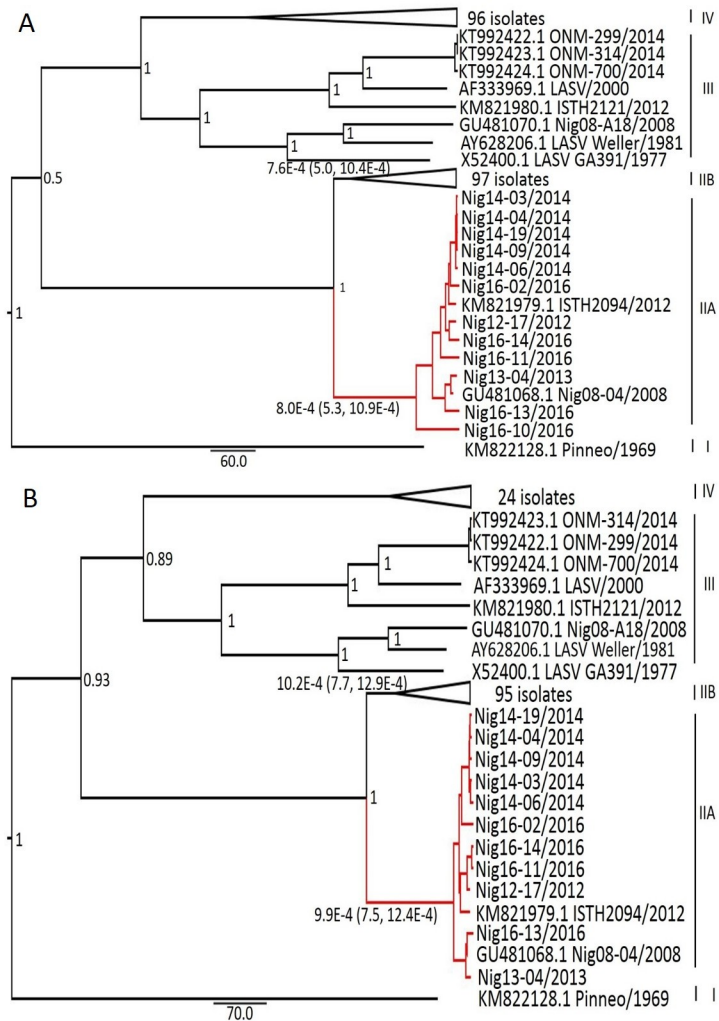 A
96 isolates
IV
KT992422.1 ONM-299/2014
KT992423.1 ONM-314/2014
1
KT992424.1 ONM-700/2014
1
AF333969.1 LASV/2000
III
1
KM821980.1 ISTH2121/2012
1
GU481070.1 Nig08-A18/2008
1
AY628206.1 LASV Weller/1981
1
X52400.1 LASV GA391/1977
7.6E-4 (5.0, 10.4E-4)
0.5
97 isolates
IIB
Nig14-03/2014
Nig14-04/2014
Nig14-19/2014
Nig14-09/2014
Nig14-06/2014
1
Nig16-02/2016
KM821979.1 ISTH2094/2012
IIA
1
Nig12-17/2012
Nig16-14/2016
Nig16-11/2016
Nig13-04/2013
GU481068.1 Nig08-04/2008
8.0E-4 (5.3, 10.9E-4)
Nig16-13/2016
Nig16-10/2016
KM822128.1 Pinneo/1969
I
60.0
B
24 isolates
IV
KT992423.1 ONM-314/2014
KT992422.1 ONM-299/2014
0.89
KT992424.1 ONM-700/2014
1
AF333969.1 LASV/2000
III
1
KM821980.1 ISTH2121/2012
1
GU481070.1 Nig08-A18/2008
1
AY628206.1 LASV Weller/1981
1
X52400.1 LASV GA391/1977
0.93
10.2E-4 (7.7, 12.9E-4)
95 isolates
IIB
Nig14-19/2014
Nig14-04/2014
Nig14-09/2014
Nig14-03/2014
1
Nig14-06/2014
IIA
Nig16-02/2016
1
Nig16-14/2016
Nig16-11/2016
Nig12-17/2012
9.9E-4 (7.5, 12.4E-4)
KM821979.1 ISTH2094/2012
Nig16-13/2016
GU481068.1 Nig08-04/2008
Nig13-04/2013
KM822128.1 Pinneo/1969
I
70.0